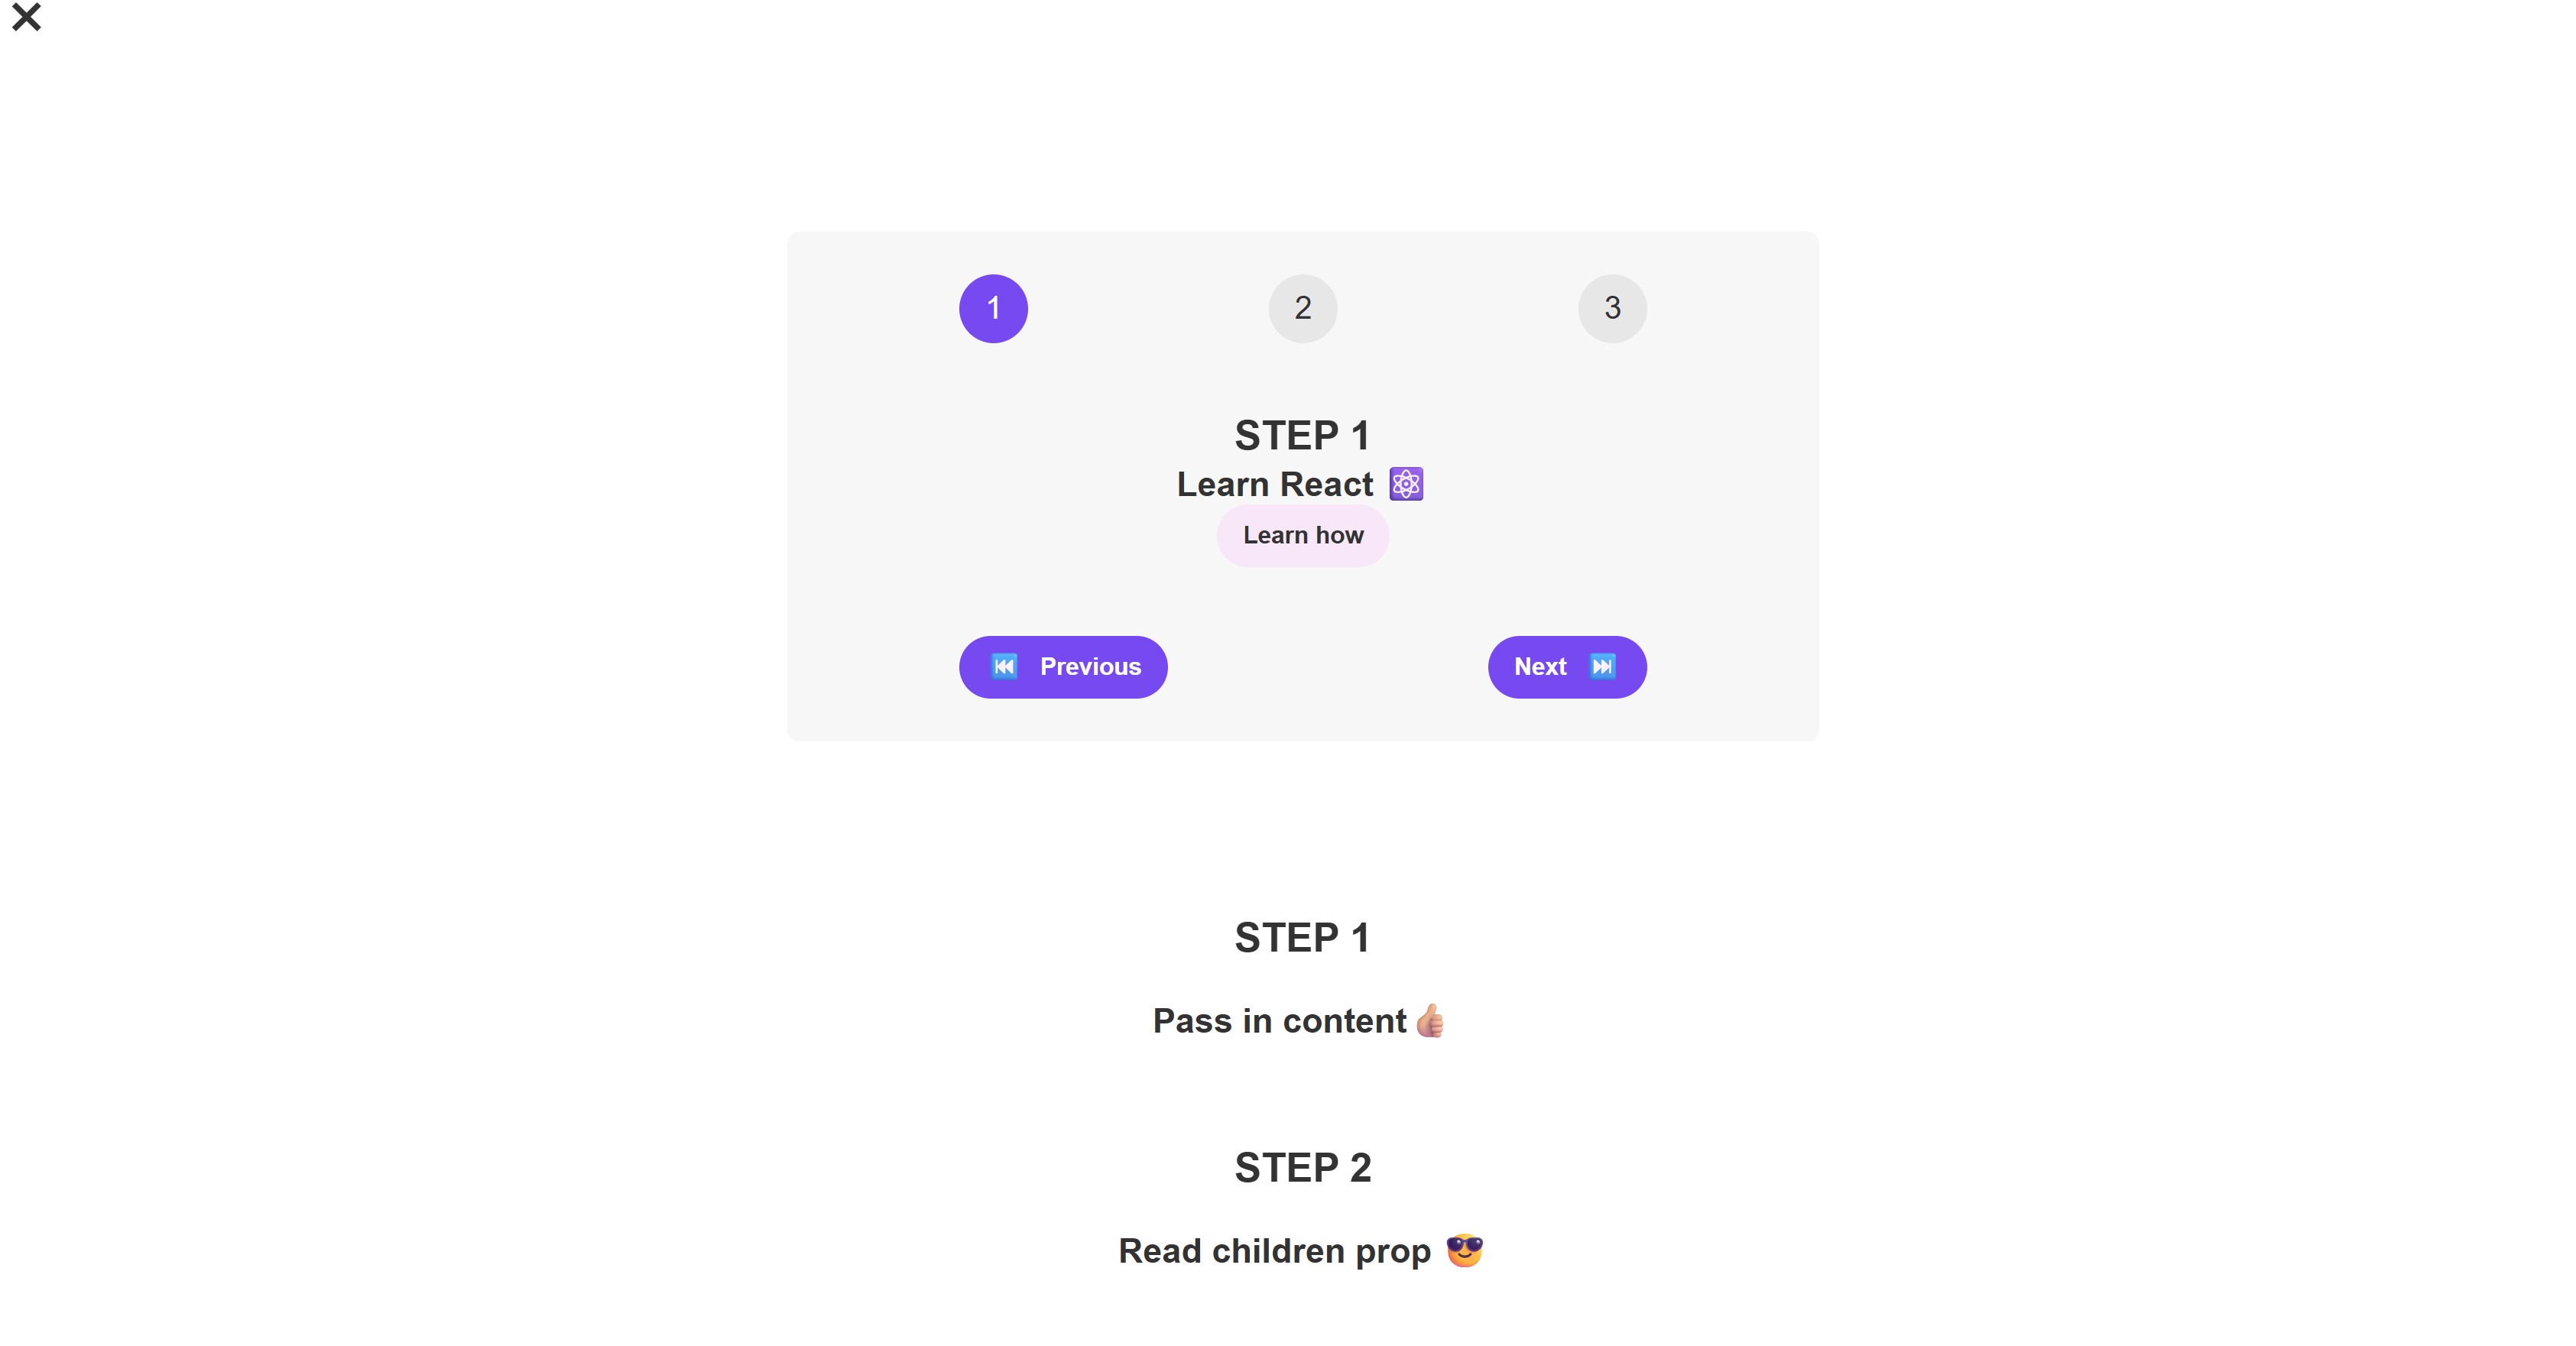 ×
1 2 3
STEP 1
Learn React ⚛️
Learn how
⏮️ Previous Next ⏭️
STEP 1
Pass in content👍🏼
STEP 2
Read children prop 😎